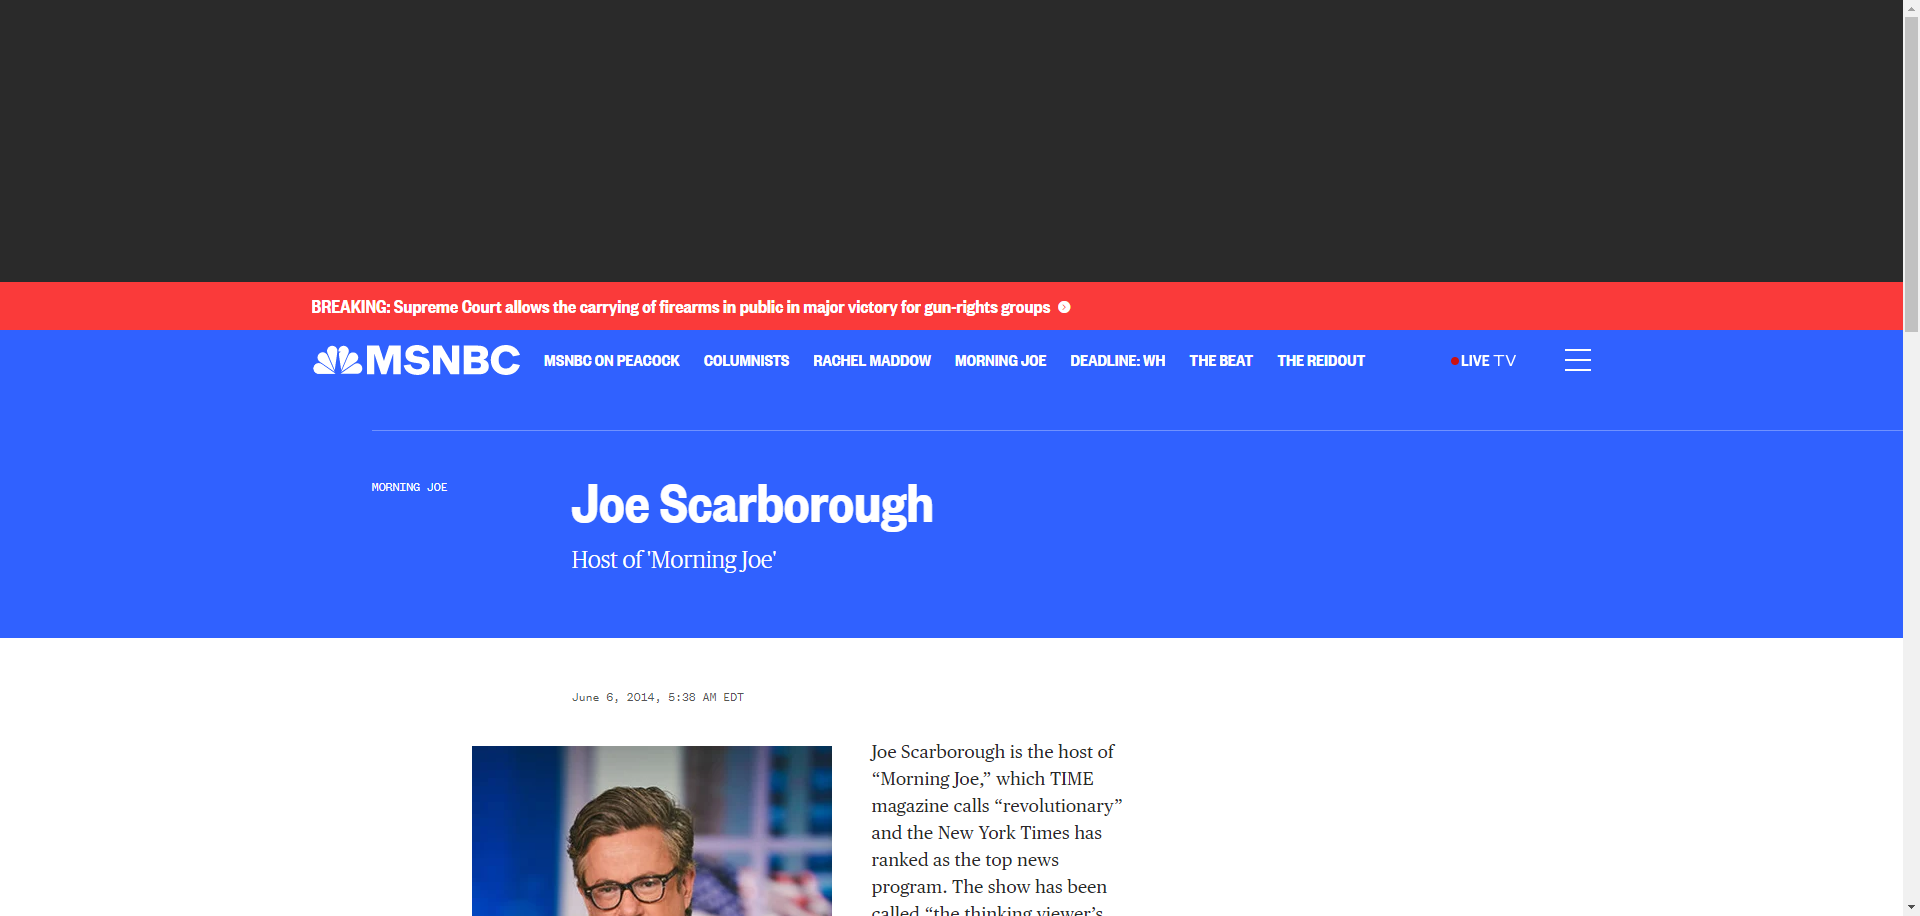 BREAKING: Supreme Court allows the carrying of firearms in public in major victory for gun-rights groups
MSNBC MSNBC ON PEACOCK COLUMNISTS RACHEL MADDOW MORNING JOE DEADLINE: WH THE BEAT THE REIDOUT LIVE TV
MORNING JOE
Joe Scarborough
Host of 'Morning Joe'
June 6, 2014, 5:38 AM EDT
Joe Scarborough is the host of
“Morning Joe,” which TIME
magazine calls “revolutionary”
and the New York Times has
ranked as the top news
program. The show has been
called “the thinking viewer’s